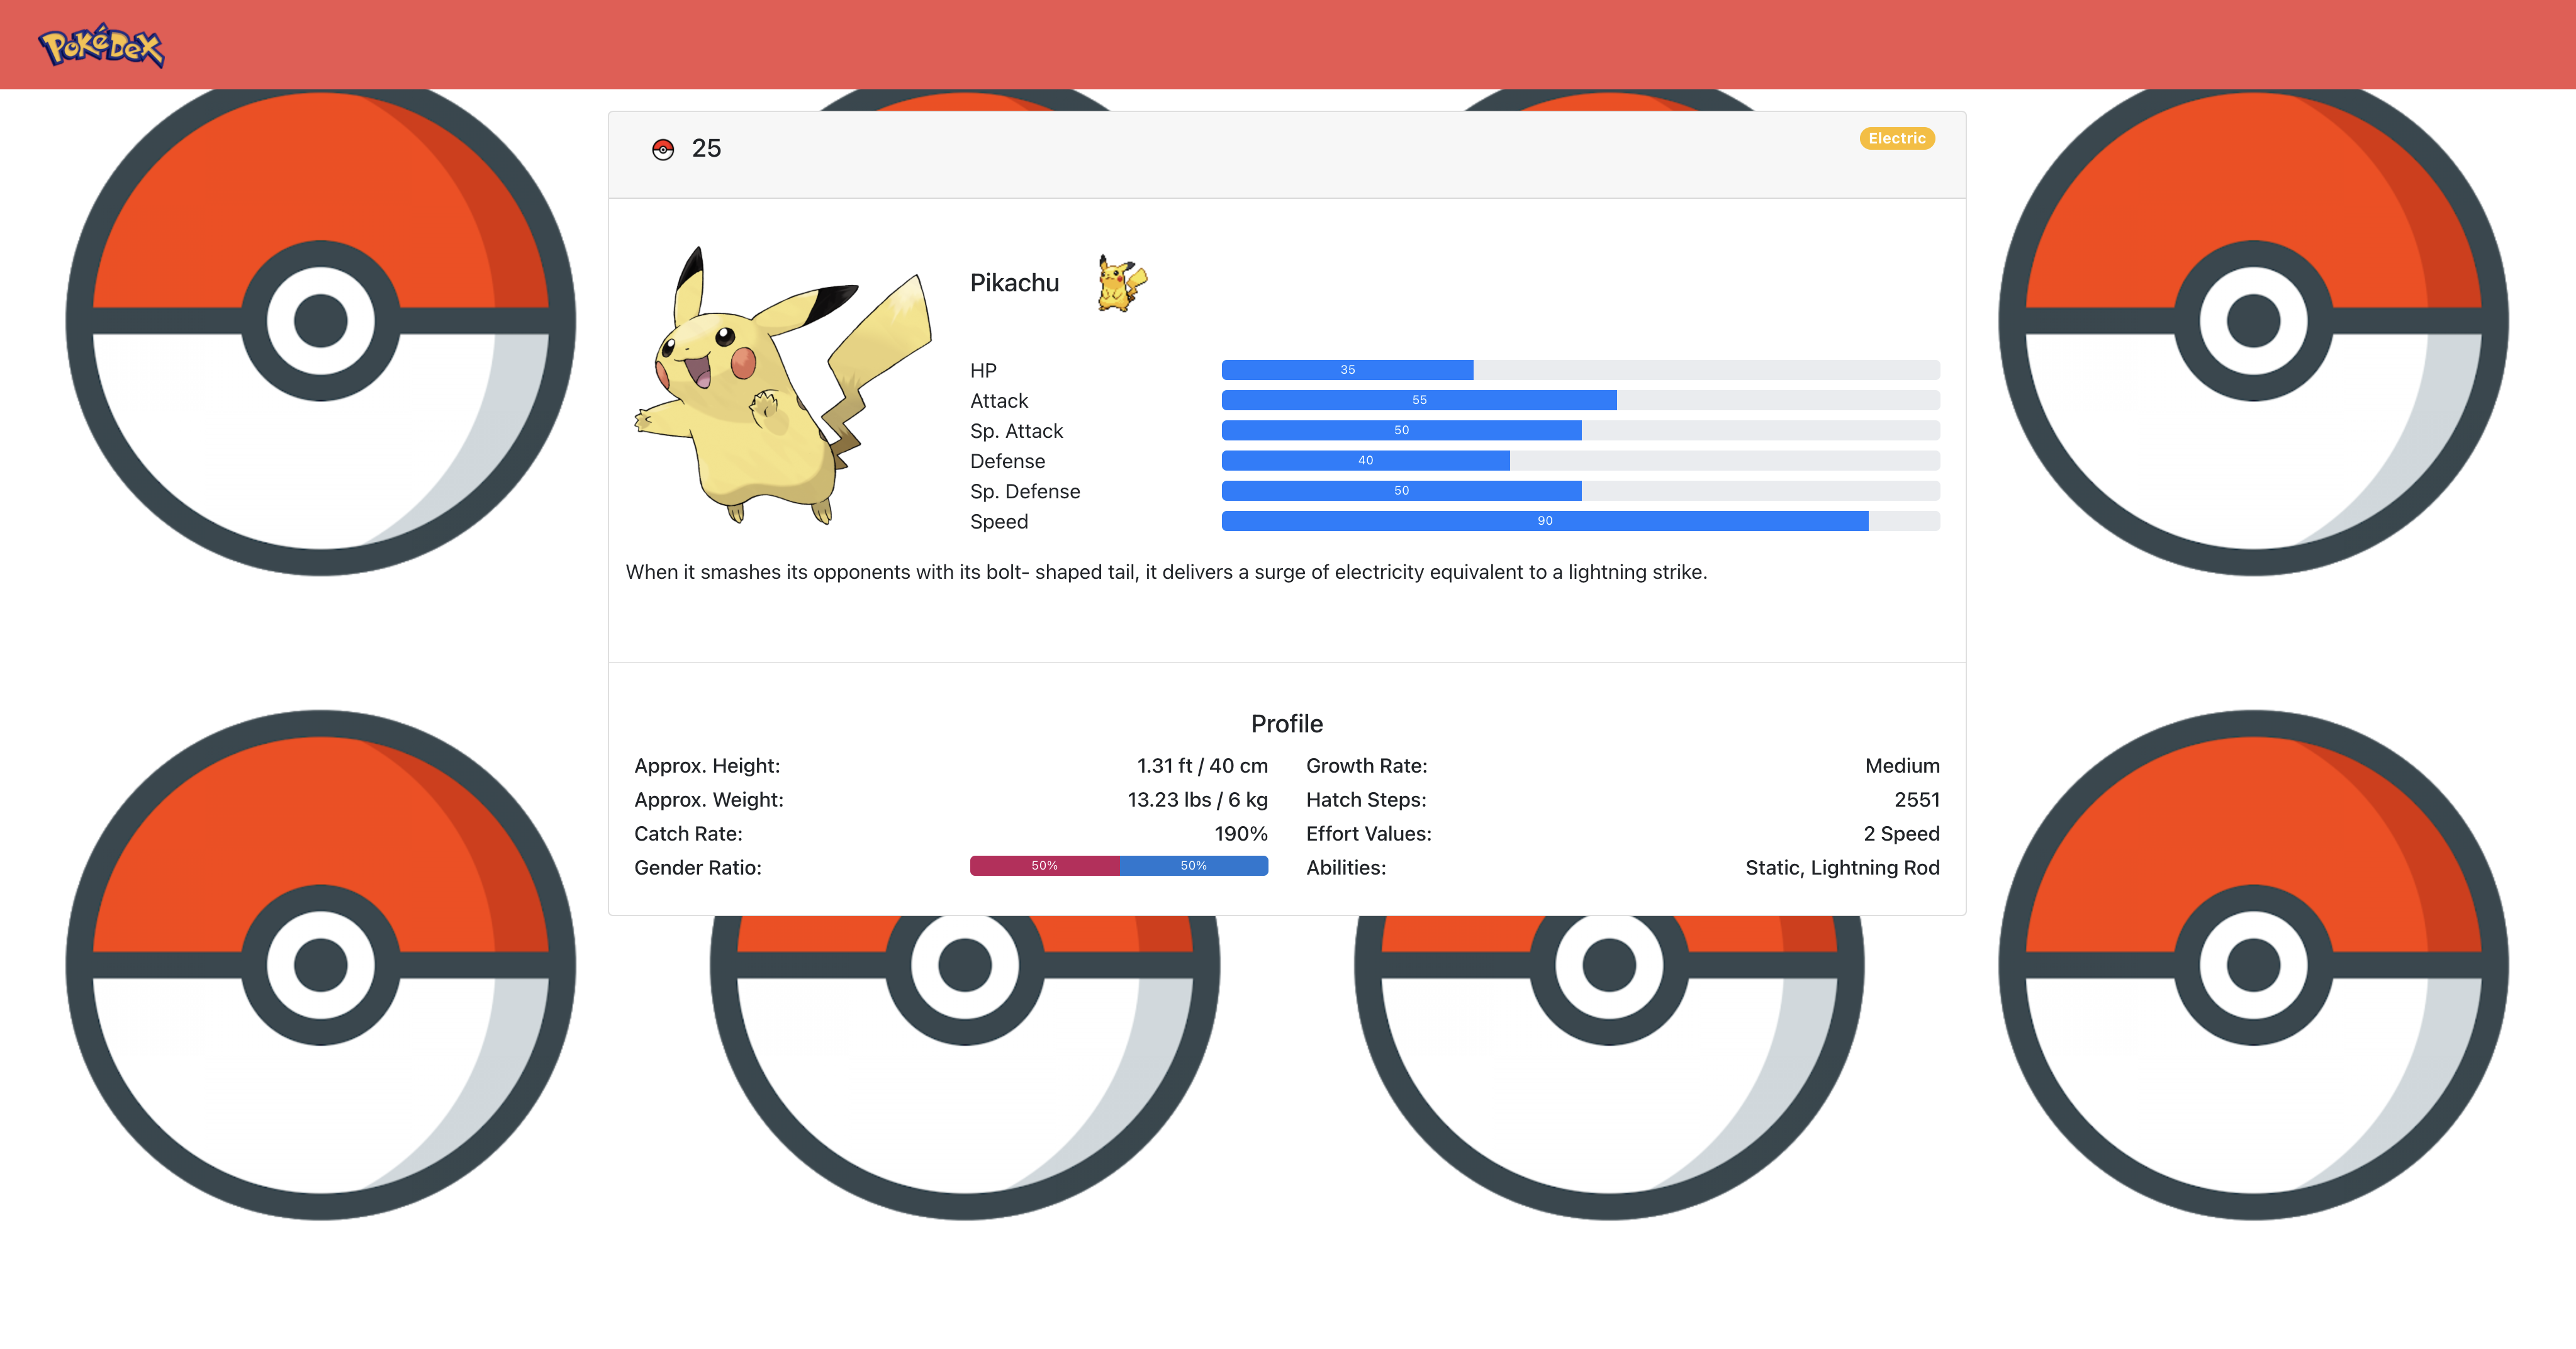 PokéDex
25
Electric
Pikachu
HP 35
Attack 55
Sp. Attack 50
Defense 40
Sp. Defense 50
Speed 90
When it smashes its opponents with its bolt- shaped tail, it delivers a surge of electricity equivalent to a lightning strike.
Profile
Approx. Height: 1.31 ft / 40 cm
Approx. Weight: 13.23 lbs / 6 kg
Catch Rate: 190%
Gender Ratio: 50% 50%
Growth Rate: Medium
Hatch Steps: 2551
Effort Values: 2 Speed
Abilities: Static, Lightning Rod